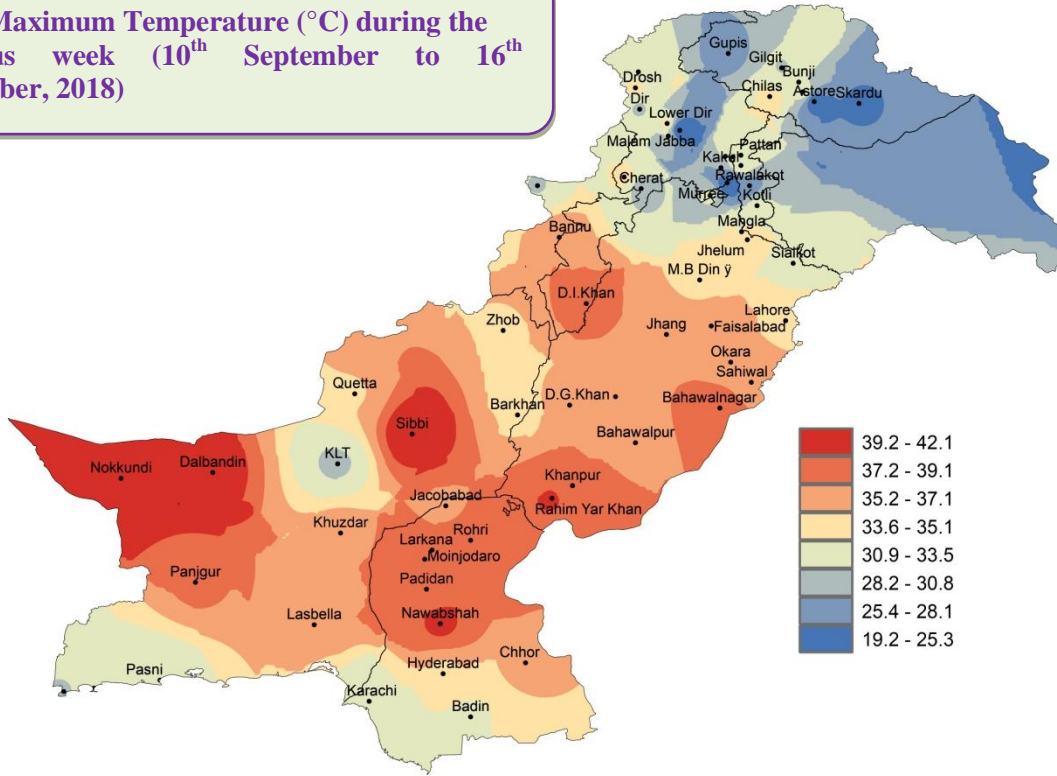 Maximum Temperature (°C) during the
us week (10th September to 16th
ber, 2018)
Gupis
Gilgit
Bunji
Drosh
Chilas
Astore
Skardu
Dir
Lower Dir
Malam Jabba
Pattan
Kakul
Cherat
Rawalakot
Murree
Kotli
Mangla
Bannu
Jhelum
Sialkot
M.B Din ÿ
D.I.Khan
Lahore
Zhob
Jhang
Faisalabad
Okara
Sahiwal
Quetta
D.G.Khan
Bahawalnagar
Barkhan
Sibbi
Bahawalpur
KLT
Nokkundi
Dalbandin
Khanpur
Jacobabad
Rahim Yar Khan
Khuzdar
Rohri
Larkana
Moinjodaro
Panjgur
Padidan
Lasbella
Nawabshah
Chhor
Hyderabad
Pasni
Karachi
Badin
39.2 - 42.1
37.2 - 39.1
35.2 - 37.1
33.6 - 35.1
30.9 - 33.5
28.2 - 30.8
25.4 - 28.1
19.2 - 25.3